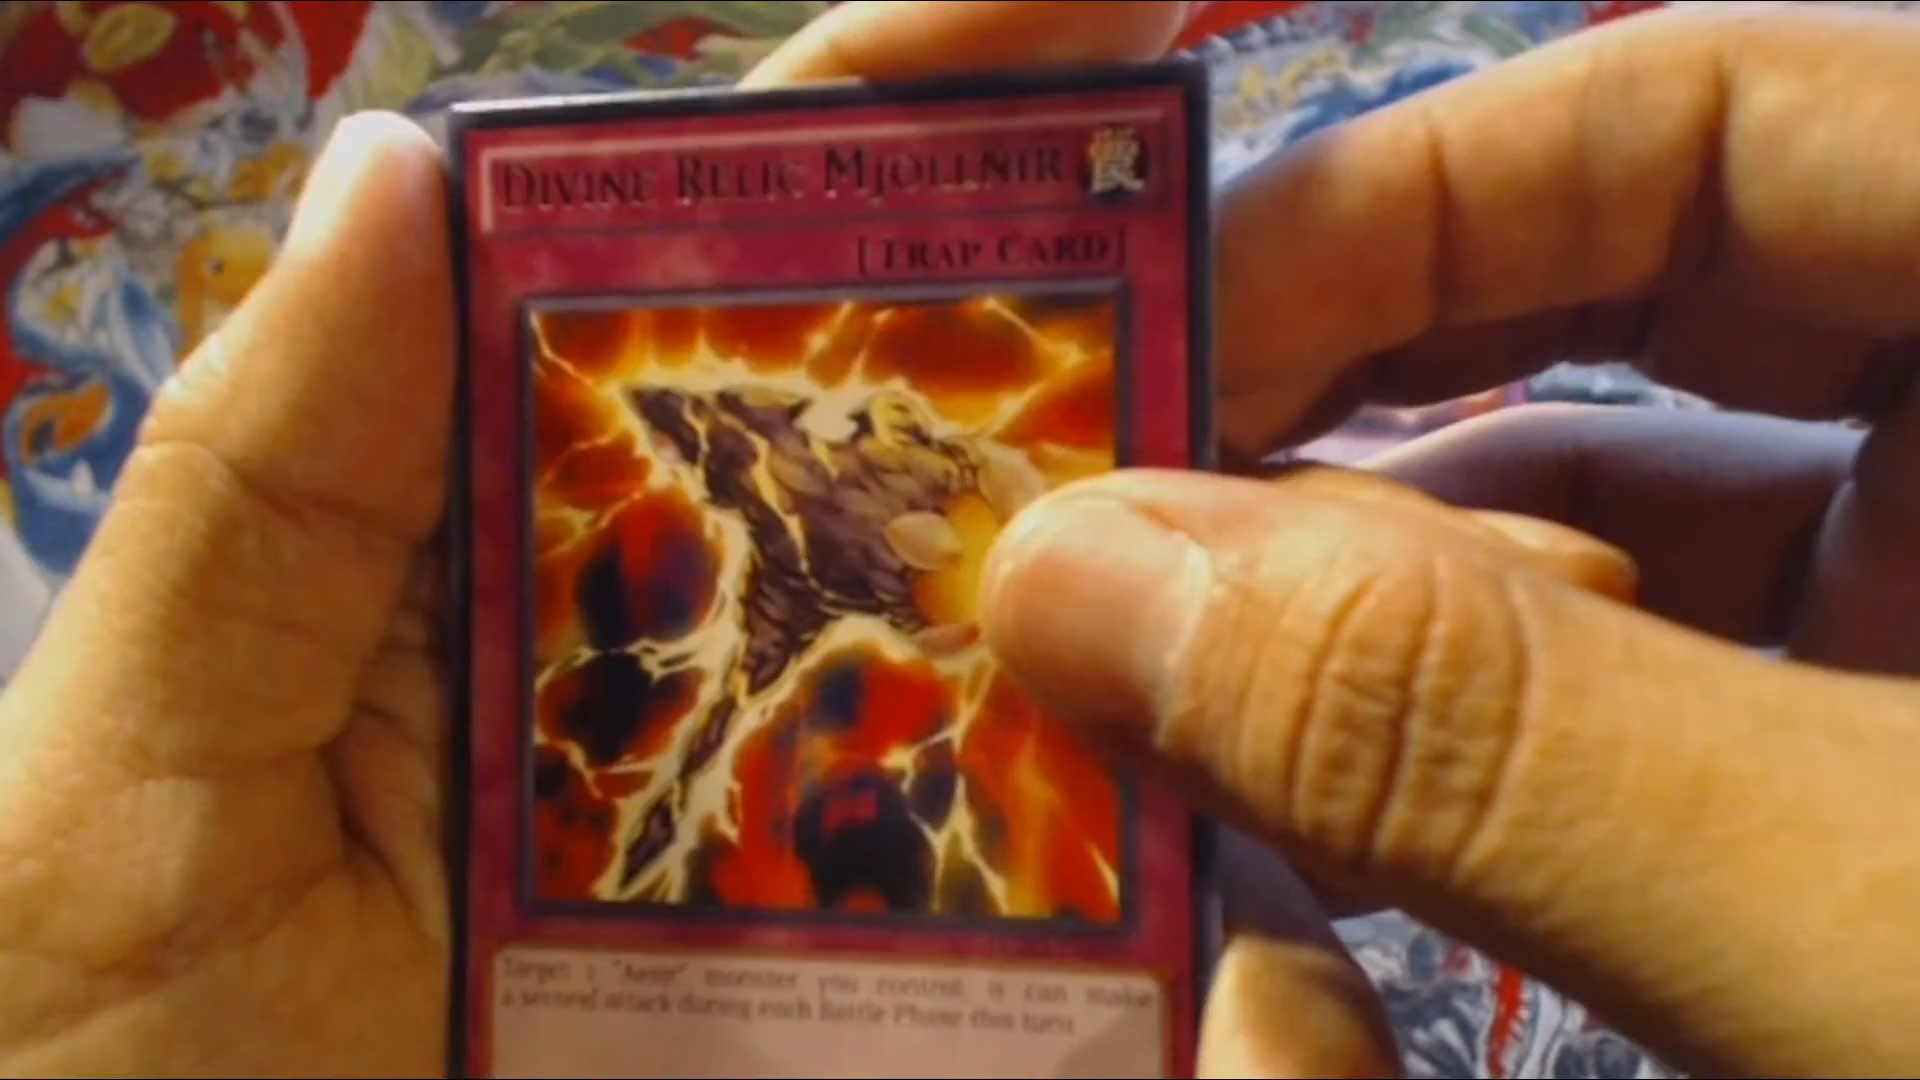 DIVINE RELIC MJOLLNIR 罠
[TRAP CARD]
Target 1 "Aesir" monster you control; it can make
a second attack during each Battle Phase this turn.